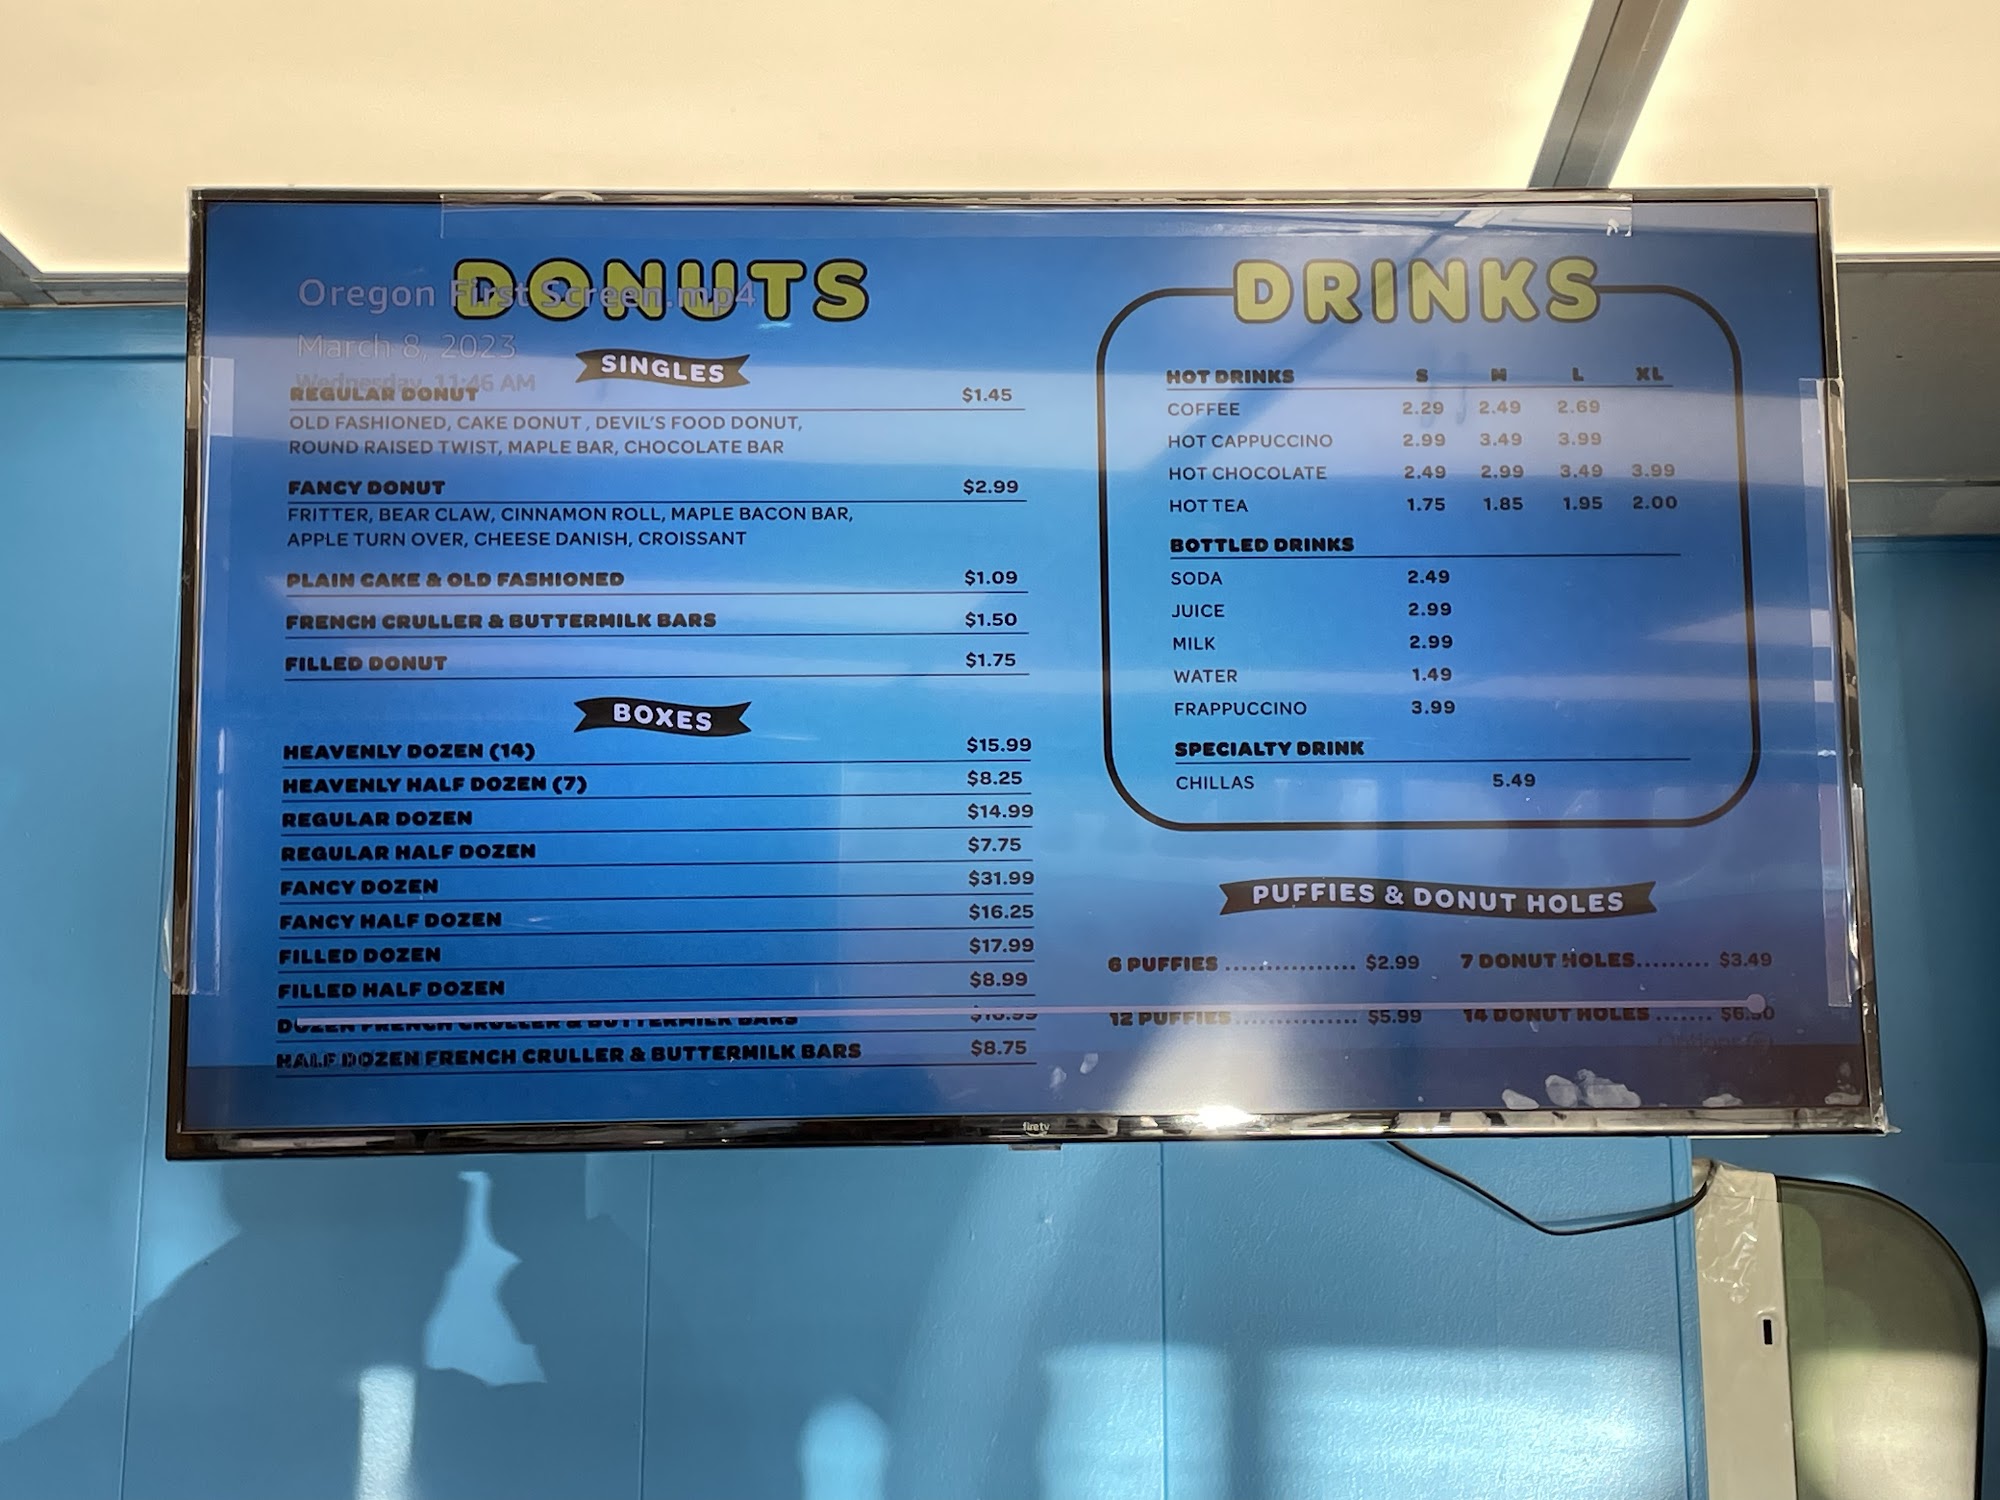 DONUTS
Oregon First Screen.mp4
March 8, 2023
Wednesday, 11:46 AM
SINGLES
REGULAR DONUT $1.45
OLD FASHIONED, CAKE DONUT, DEVIL'S FOOD DONUT,
ROUND RAISED TWIST, MAPLE BAR, CHOCOLATE BAR
FANCY DONUT $2.99
FRITTER, BEAR CLAW, CINNAMON ROLL, MAPLE BACON BAR,
APPLE TURN OVER, CHEESE DANISH, CROISSANT
PLAIN CAKE & OLD FASHIONED $1.09
FRENCH CRULLER & BUTTERMILK BARS $1.50
FILLED DONUT $1.75
BOXES
HEAVENLY DOZEN (14) $15.99
HEAVENLY HALF DOZEN (7) $8.25
REGULAR DOZEN $14.99
REGULAR HALF DOZEN $7.75
FANCY DOZEN $31.99
FANCY HALF DOZEN $16.25
FILLED DOZEN $17.99
FILLED HALF DOZEN $8.99
DOZEN FRENCH CRULLER & BUTTERMILK BARS
HALF DOZEN FRENCH CRULLER & BUTTERMILK BARS $8.75
DRINKS
HOT DRINKS S M L XL
COFFEE 2.29 2.49 2.69
HOT CAPPUCCINO 2.99 3.49 3.99
HOT CHOCOLATE 2.49 2.99 3.49 3.99
HOT TEA 1.75 1.85 1.95 2.00
BOTTLED DRINKS
SODA 2.49
JUICE 2.99
MILK 2.99
WATER 1.49
FRAPPUCCINO 3.99
SPECIALTY DRINK
CHILLAS 5.49
PUFFIES & DONUT HOLES
6 PUFFIES ................ $2.99 7 DONUT HOLES......... $3.49
12 PUFFIES ................ $5.99 14 DONUT HOLES ....... $6.50
firetv